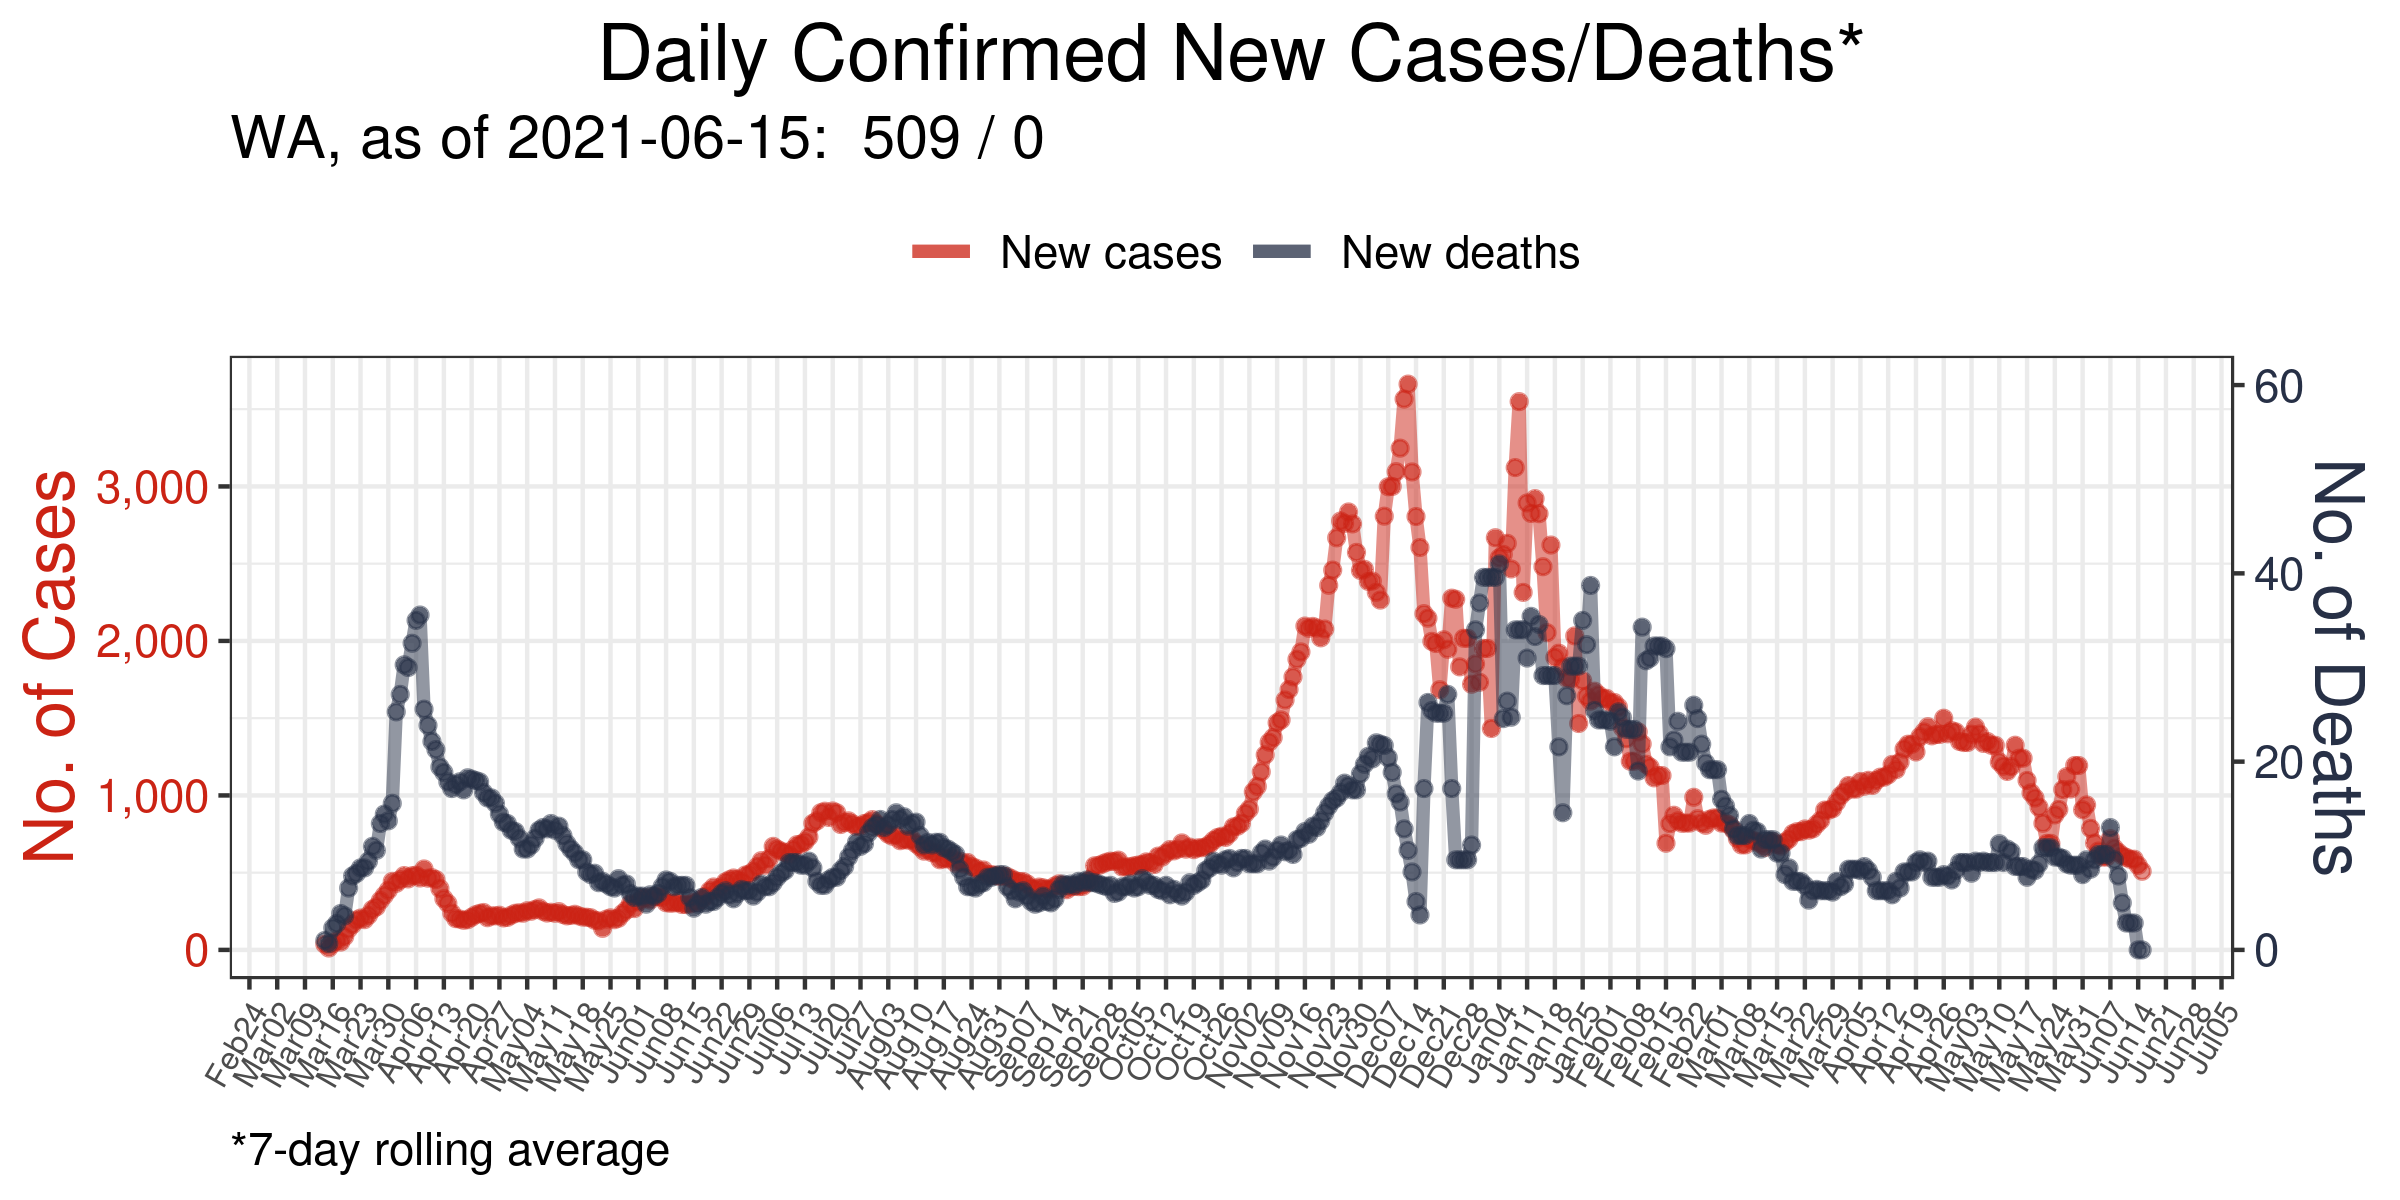 Daily Confirmed New Cases/Deaths*
WA, as of 2021-06-15:  509 / 0
New cases
New deaths
No. of Cases
3,000
2,000
1,000
0
60
40
20
0
No. of Deaths
Feb24
Mar02
Mar09
Mar16
Mar23
Mar30
Apr06
Apr13
Apr20
Apr27
May04
May11
May18
May25
Jun01
Jun08
Jun15
Jun22
Jun29
Jul06
Jul13
Jul20
Jul27
Aug03
Aug10
Aug17
Aug24
Aug31
Sep07
Sep14
Sep21
Sep28
Oct05
Oct12
Oct19
Oct26
Nov02
Nov09
Nov16
Nov23
Nov30
Dec07
Dec14
Dec21
Dec28
Jan04
Jan11
Jan18
Jan25
Feb01
Feb08
Feb15
Feb22
Mar01
Mar08
Mar15
Mar22
Mar29
Apr05
Apr12
Apr19
Apr26
May03
May10
May17
May24
May31
Jun07
Jun14
Jun21
Jun28
Jul05
*7-day rolling average